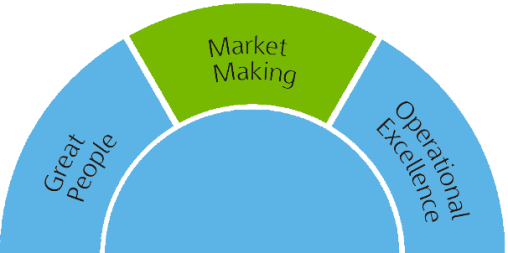 Great
People
Market
Making
Operational
Excellence